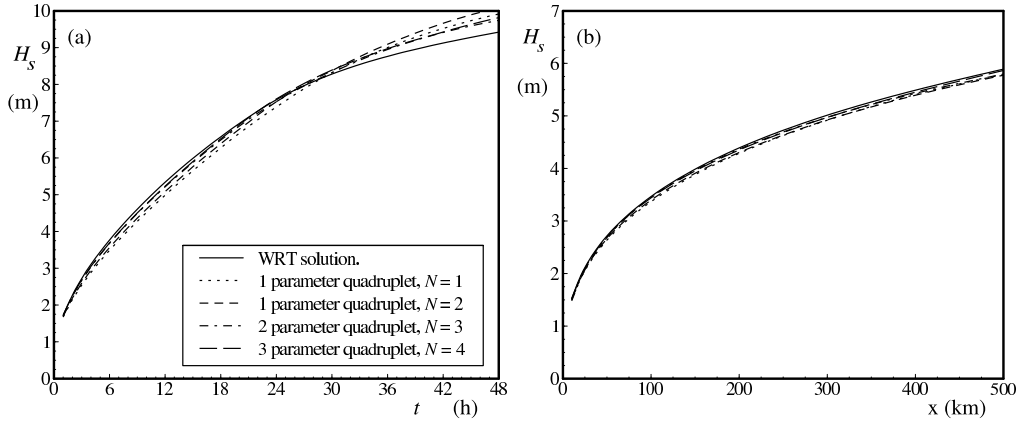 10
9
8
7
6
5
4
3
2
1
0
H_s
(m)
(a)
WRT solution.
1 parameter quadruplet, N = 1
1 parameter quadruplet, N = 2
2 parameter quadruplet, N = 3
3 parameter quadruplet, N = 4
0 6 12 18 24 30 36 42 48
t (h)
7
6
5
4
3
2
1
0
H_s
(m)
(b)
0 100 200 300 400 500
x (km)